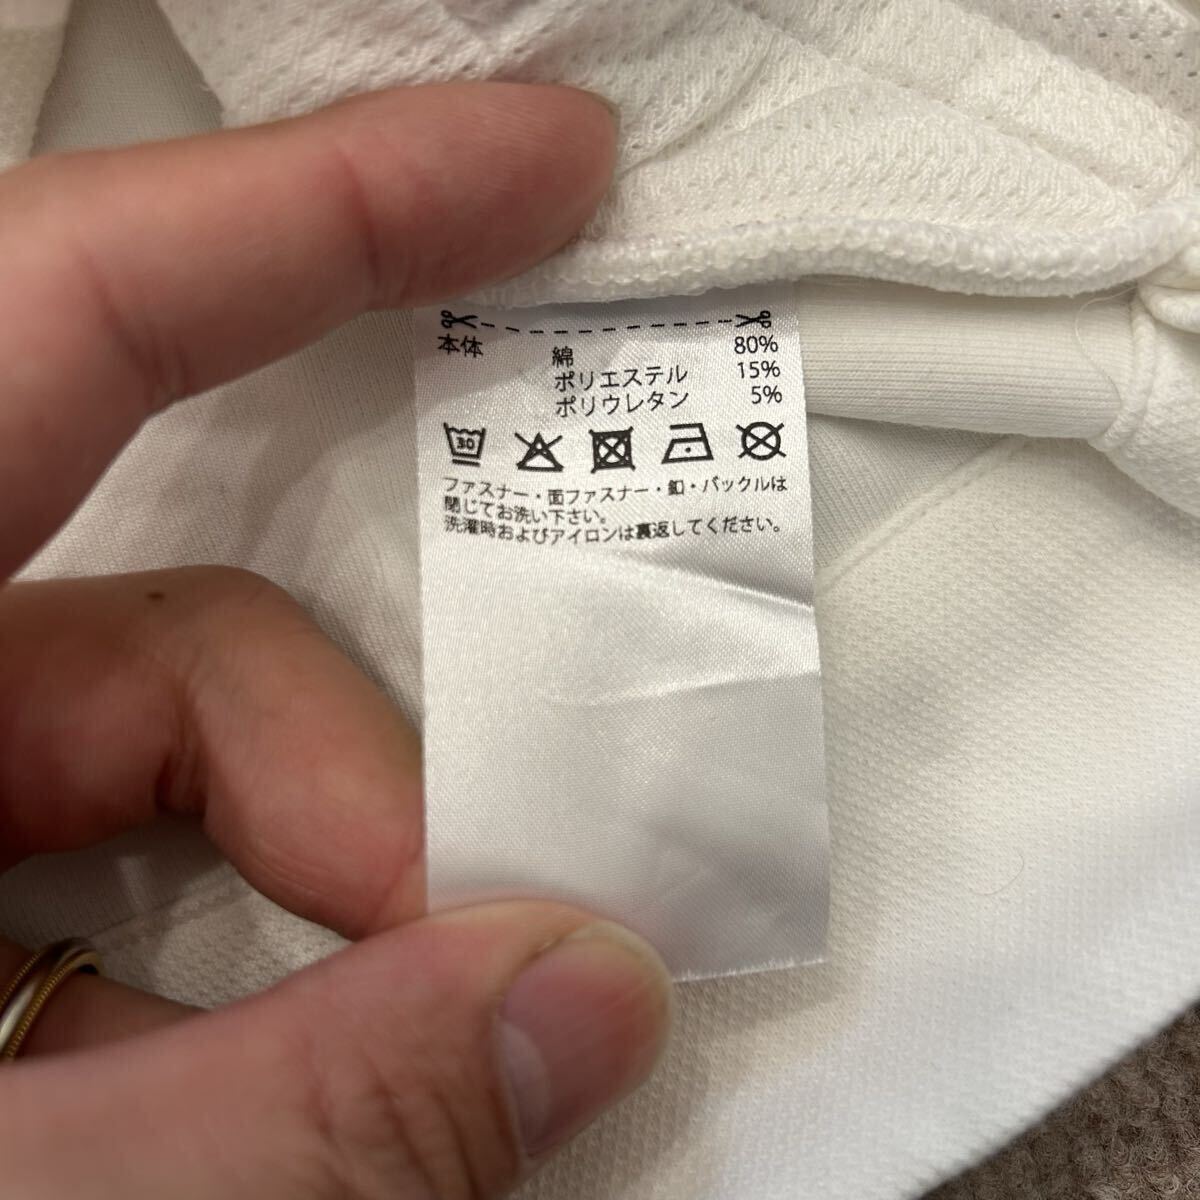 本体 綿 80%
ポリエステル 15%
ポリウレタン 5%
30
ファスナー・面ファスナー・釦・バックルは
閉じてお洗い下さい。
洗濯時およびアイロンは裏返してください。